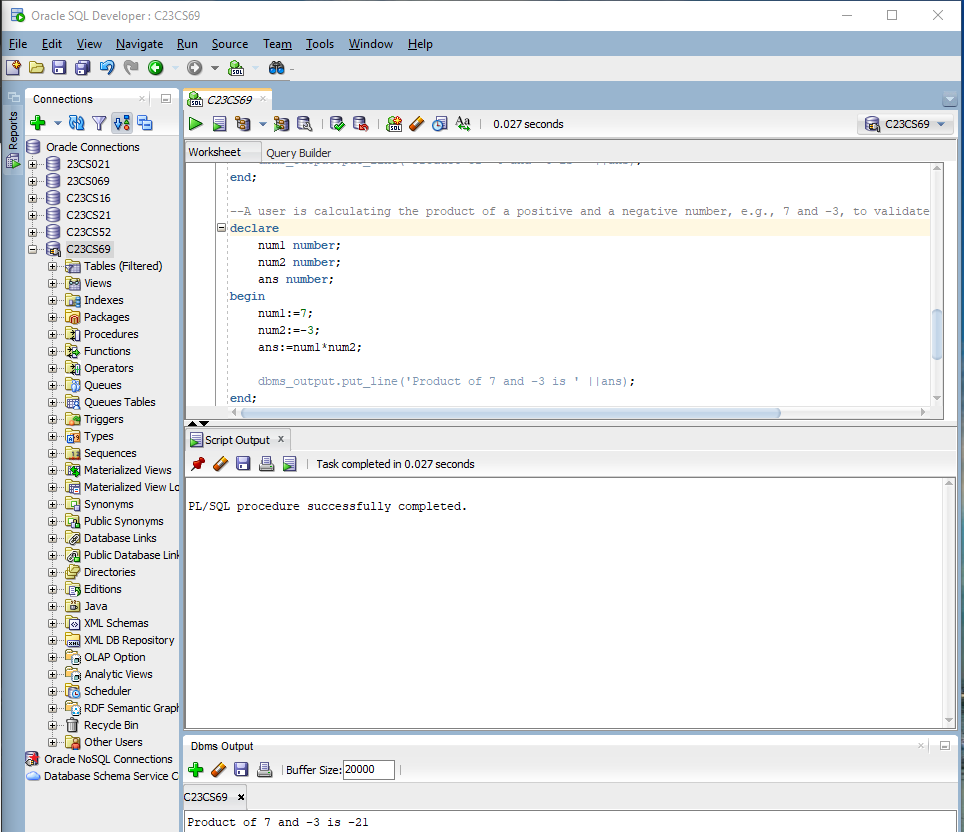 Oracle SQL Developer : C23CS69
File Edit View Navigate Run Source Team Tools Window Help
Reports
Connections
Oracle Connections
23CS021
23CS069
C23CS16
C23CS21
C23CS52
C23CS69
Tables (Filtered)
Views
Indexes
Packages
Procedures
Functions
Operators
Queues
Queues Tables
Triggers
Types
Sequences
Materialized Views
Materialized View Lo
Synonyms
Public Synonyms
Database Links
Public Database Link
Directories
Editions
Java
XML Schemas
XML DB Repository
OLAP Option
Analytic Views
Scheduler
RDF Semantic Graph
Recycle Bin
Other Users
Oracle NoSQL Connections
Database Schema Service C
C23CS69
0.027 seconds
C23CS69
Worksheet Query Builder
end;
--A user is calculating the product of a positive and a negative number, e.g., 7 and -3, to validate
declare
num1 number;
num2 number;
ans number;
begin
num1:=7;
num2:=-3;
ans:=num1*num2;
dbms_output.put_line('Product of 7 and -3 is ' ||ans);
end;
Script Output
Task completed in 0.027 seconds
PL/SQL procedure successfully completed.
Dbms Output
Buffer Size: 20000
C23CS69
Product of 7 and -3 is -21